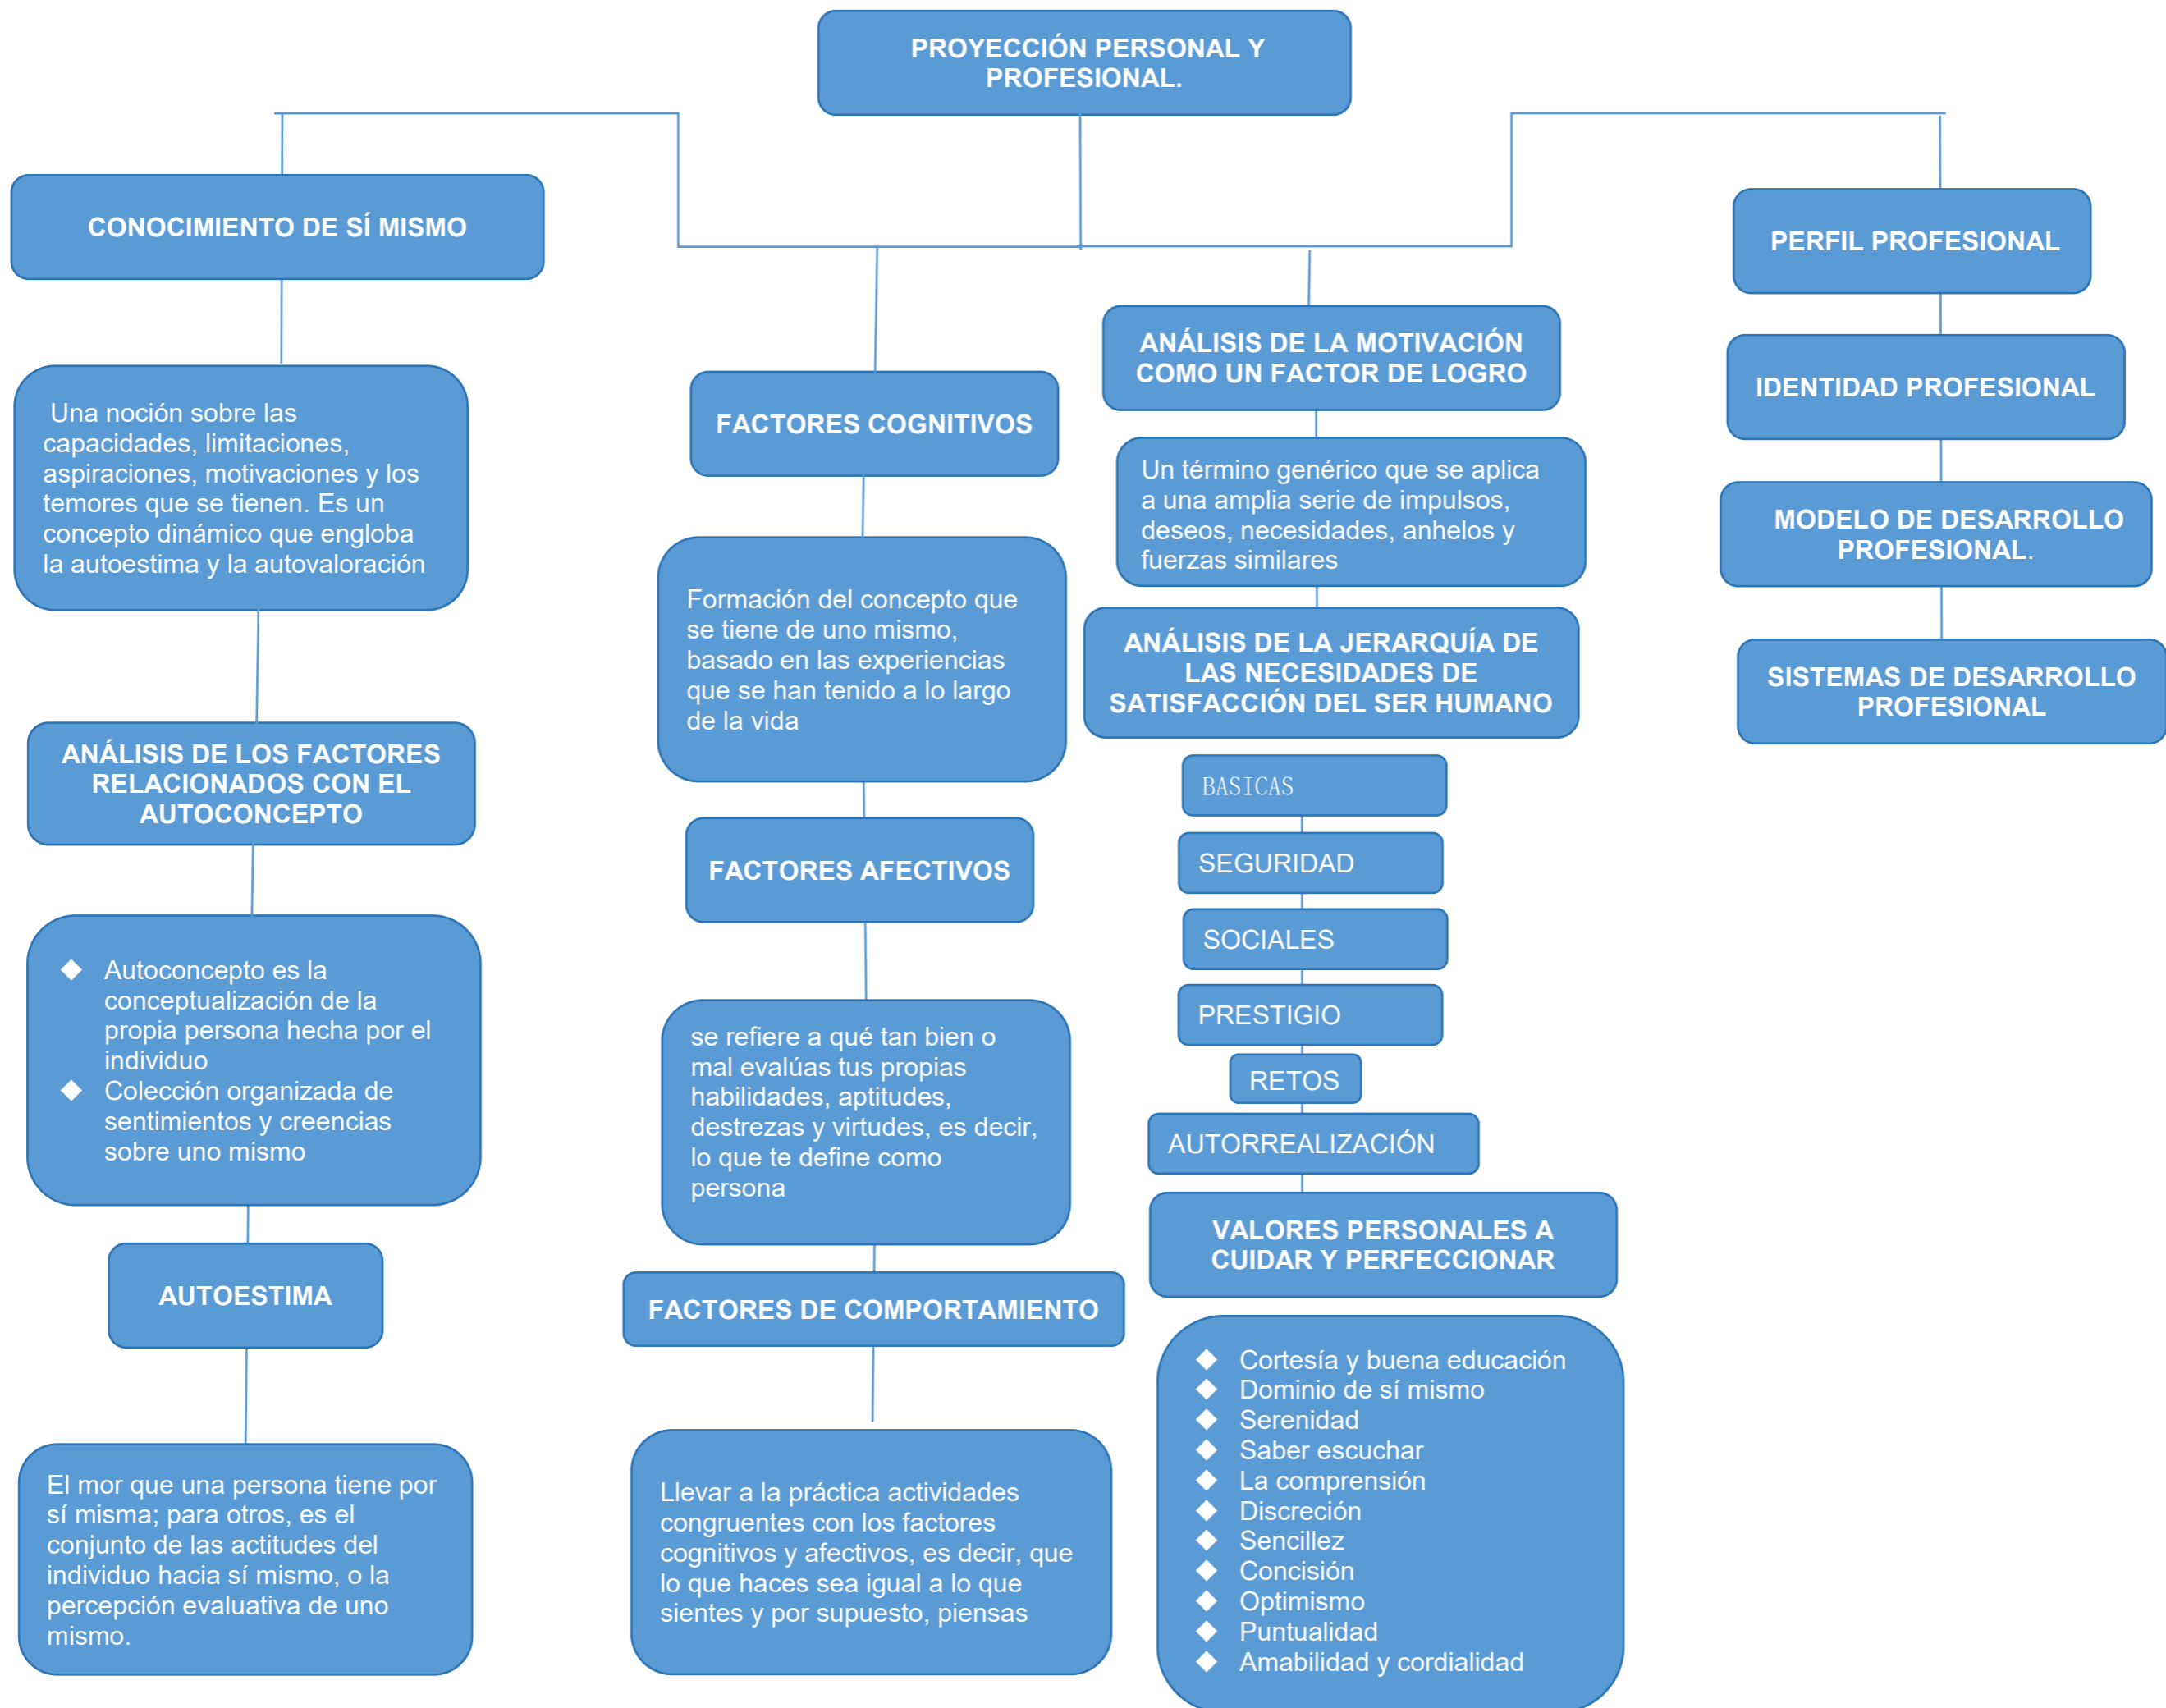 PROYECCIÓN PERSONAL Y
PROFESIONAL.
CONOCIMIENTO DE SÍ MISMO
Una noción sobre las
capacidades, limitaciones,
aspiraciones, motivaciones y los
temores que se tienen. Es un
concepto dinámico que engloba
la autoestima y la autovaloración
ANÁLISIS DE LOS FACTORES
RELACIONADOS CON EL
AUTOCONCEPTO
◆ Autoconcepto es la
conceptualización de la
propia persona hecha por el
individuo
◆ Colección organizada de
sentimientos y creencias
sobre uno mismo
AUTOESTIMA
El mor que una persona tiene por
sí misma; para otros, es el
conjunto de las actitudes del
individuo hacia sí mismo, o la
percepción evaluativa de uno
mismo.
FACTORES COGNITIVOS
Formación del concepto que
se tiene de uno mismo,
basado en las experiencias
que se han tenido a lo largo
de la vida
FACTORES AFECTIVOS
se refiere a qué tan bien o
mal evalúas tus propias
habilidades, aptitudes,
destrezas y virtudes, es decir,
lo que te define como
persona
FACTORES DE COMPORTAMIENTO
Llevar a la práctica actividades
congruentes con los factores
cognitivos y afectivos, es decir, que
lo que haces sea igual a lo que
sientes y por supuesto, piensas
ANÁLISIS DE LA MOTIVACIÓN
COMO UN FACTOR DE LOGRO
Un término genérico que se aplica
a una amplia serie de impulsos,
deseos, necesidades, anhelos y
fuerzas similares
ANÁLISIS DE LA JERARQUÍA DE
LAS NECESIDADES DE
SATISFACCIÓN DEL SER HUMANO
BASICAS
SEGURIDAD
SOCIALES
PRESTIGIO
RETOS
AUTORREALIZACIÓN
VALORES PERSONALES A
CUIDAR Y PERFECCIONAR
◆ Cortesía y buena educación
◆ Dominio de sí mismo
◆ Serenidad
◆ Saber escuchar
◆ La comprensión
◆ Discreción
◆ Sencillez
◆ Concisión
◆ Optimismo
◆ Puntualidad
◆ Amabilidad y cordialidad
PERFIL PROFESIONAL
IDENTIDAD PROFESIONAL
MODELO DE DESARROLLO
PROFESIONAL.
SISTEMAS DE DESARROLLO
PROFESIONAL